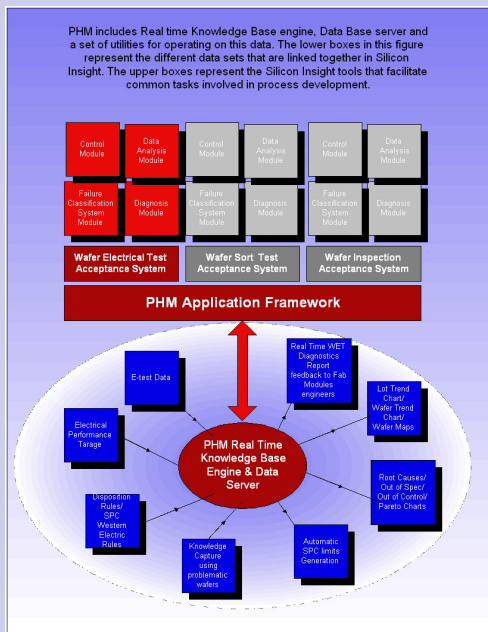 PHM includes Real time Knowledge Base engine, Data Base server and
a set of utilities for operating on this data. The lower boxes in this figure
represent the different data sets that are linked together in Silicon
Insight. The upper boxes represent the Silicon Insight tools that facilitate
common tasks involved in process development.
Control
Module
Data
Analysis
Module
Control
Module
Data
Analysis
Module
Control
Module
Data
Analysis
Module
Failure
Classification
System
Module
Diagnosis
Module
Failure
Classification
System
Module
Diagnosis
Module
Failure
Classification
System
Module
Diagnosis
Module
Wafer Electrical Test
Acceptance System
Wafer Sort Test
Acceptance System
Wafer Inspection
Acceptance System
PHM Application Framework
Real Time WET
Diagnostics
Report
feedback to Fab
Modules
engineers
E-test Data
Lot Trend
Chart/
Wafer Trend
Chart/
Wafer Maps
Electrical
Performance
Tarage
PHM Real Time
Knowledge Base
Engine & Data
Server
Root Causes/
Out of Spec/
Out of Control/
Pareto Charts
Disposition
Rules/
SPC
Western
Electric
Rules
Knowledge
Capture
using
problematic
wafers
Automatic
SPC limits
Generation